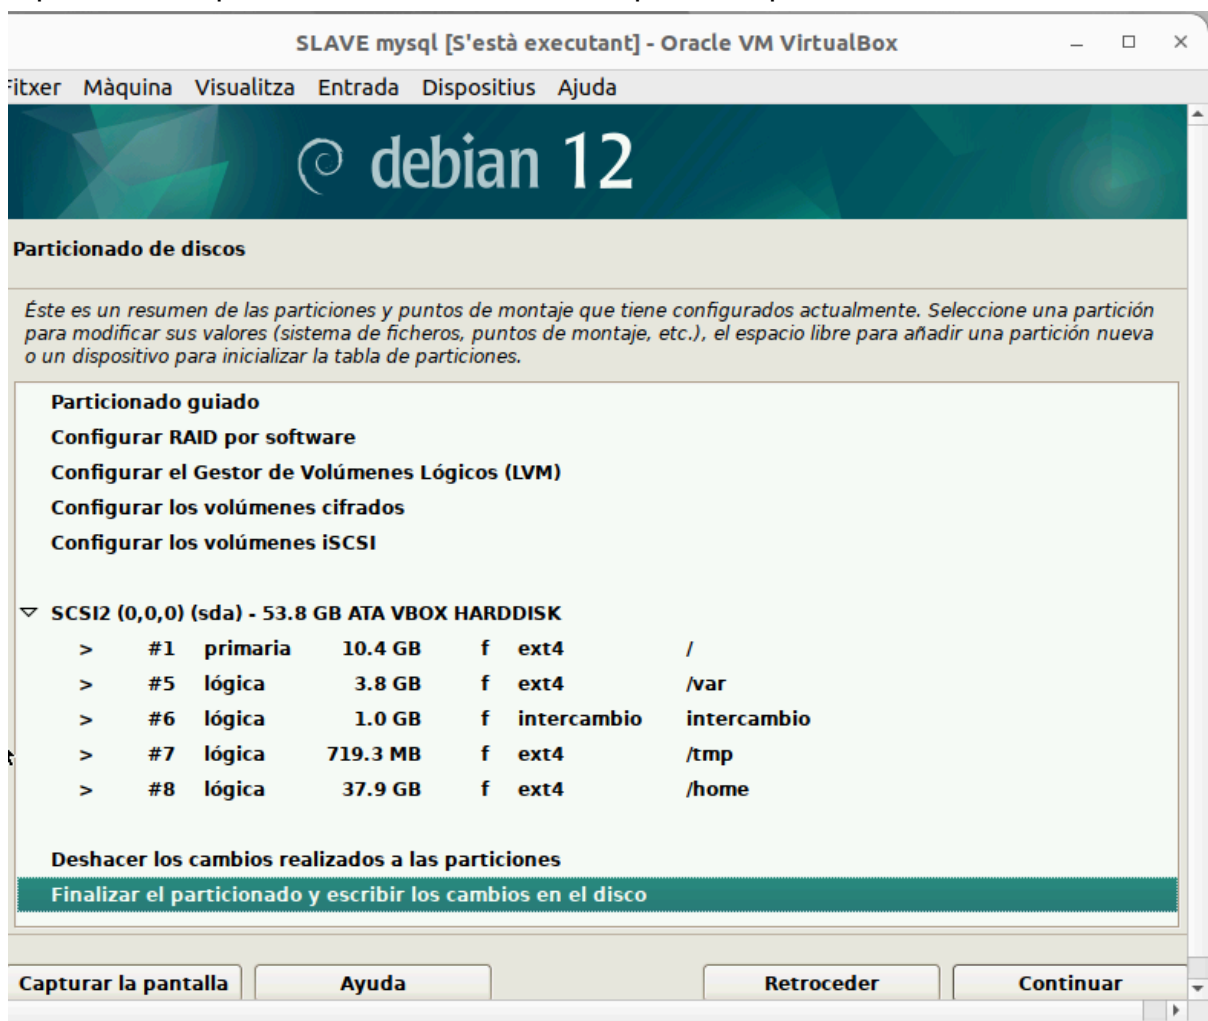 SLAVE mysql [S'està executant] - Oracle VM VirtualBox
Fitxer Màquina Visualitza Entrada Dispositius Ajuda
debian 12
Particionado de discos
Éste es un resumen de las particiones y puntos de montaje que tiene configurados actualmente. Seleccione una partición
para modificar sus valores (sistema de ficheros, puntos de montaje, etc.), el espacio libre para añadir una partición nueva
o un dispositivo para inicializar la tabla de particiones.
Particionado guiado
Configurar RAID por software
Configurar el Gestor de Volúmenes Lógicos (LVM)
Configurar los volúmenes cifrados
Configurar los volúmenes iSCSI
SCSI2 (0,0,0) (sda) - 53.8 GB ATA VBOX HARDDISK
> #1 primaria 10.4 GB f ext4 /
> #5 lógica 3.8 GB f ext4 /var
> #6 lógica 1.0 GB f intercambio intercambio
> #7 lógica 719.3 MB f ext4 /tmp
> #8 lógica 37.9 GB f ext4 /home
Deshacer los cambios realizados a las particiones
Finalizar el particionado y escribir los cambios en el disco
Capturar la pantalla Ayuda Retroceder Continuar